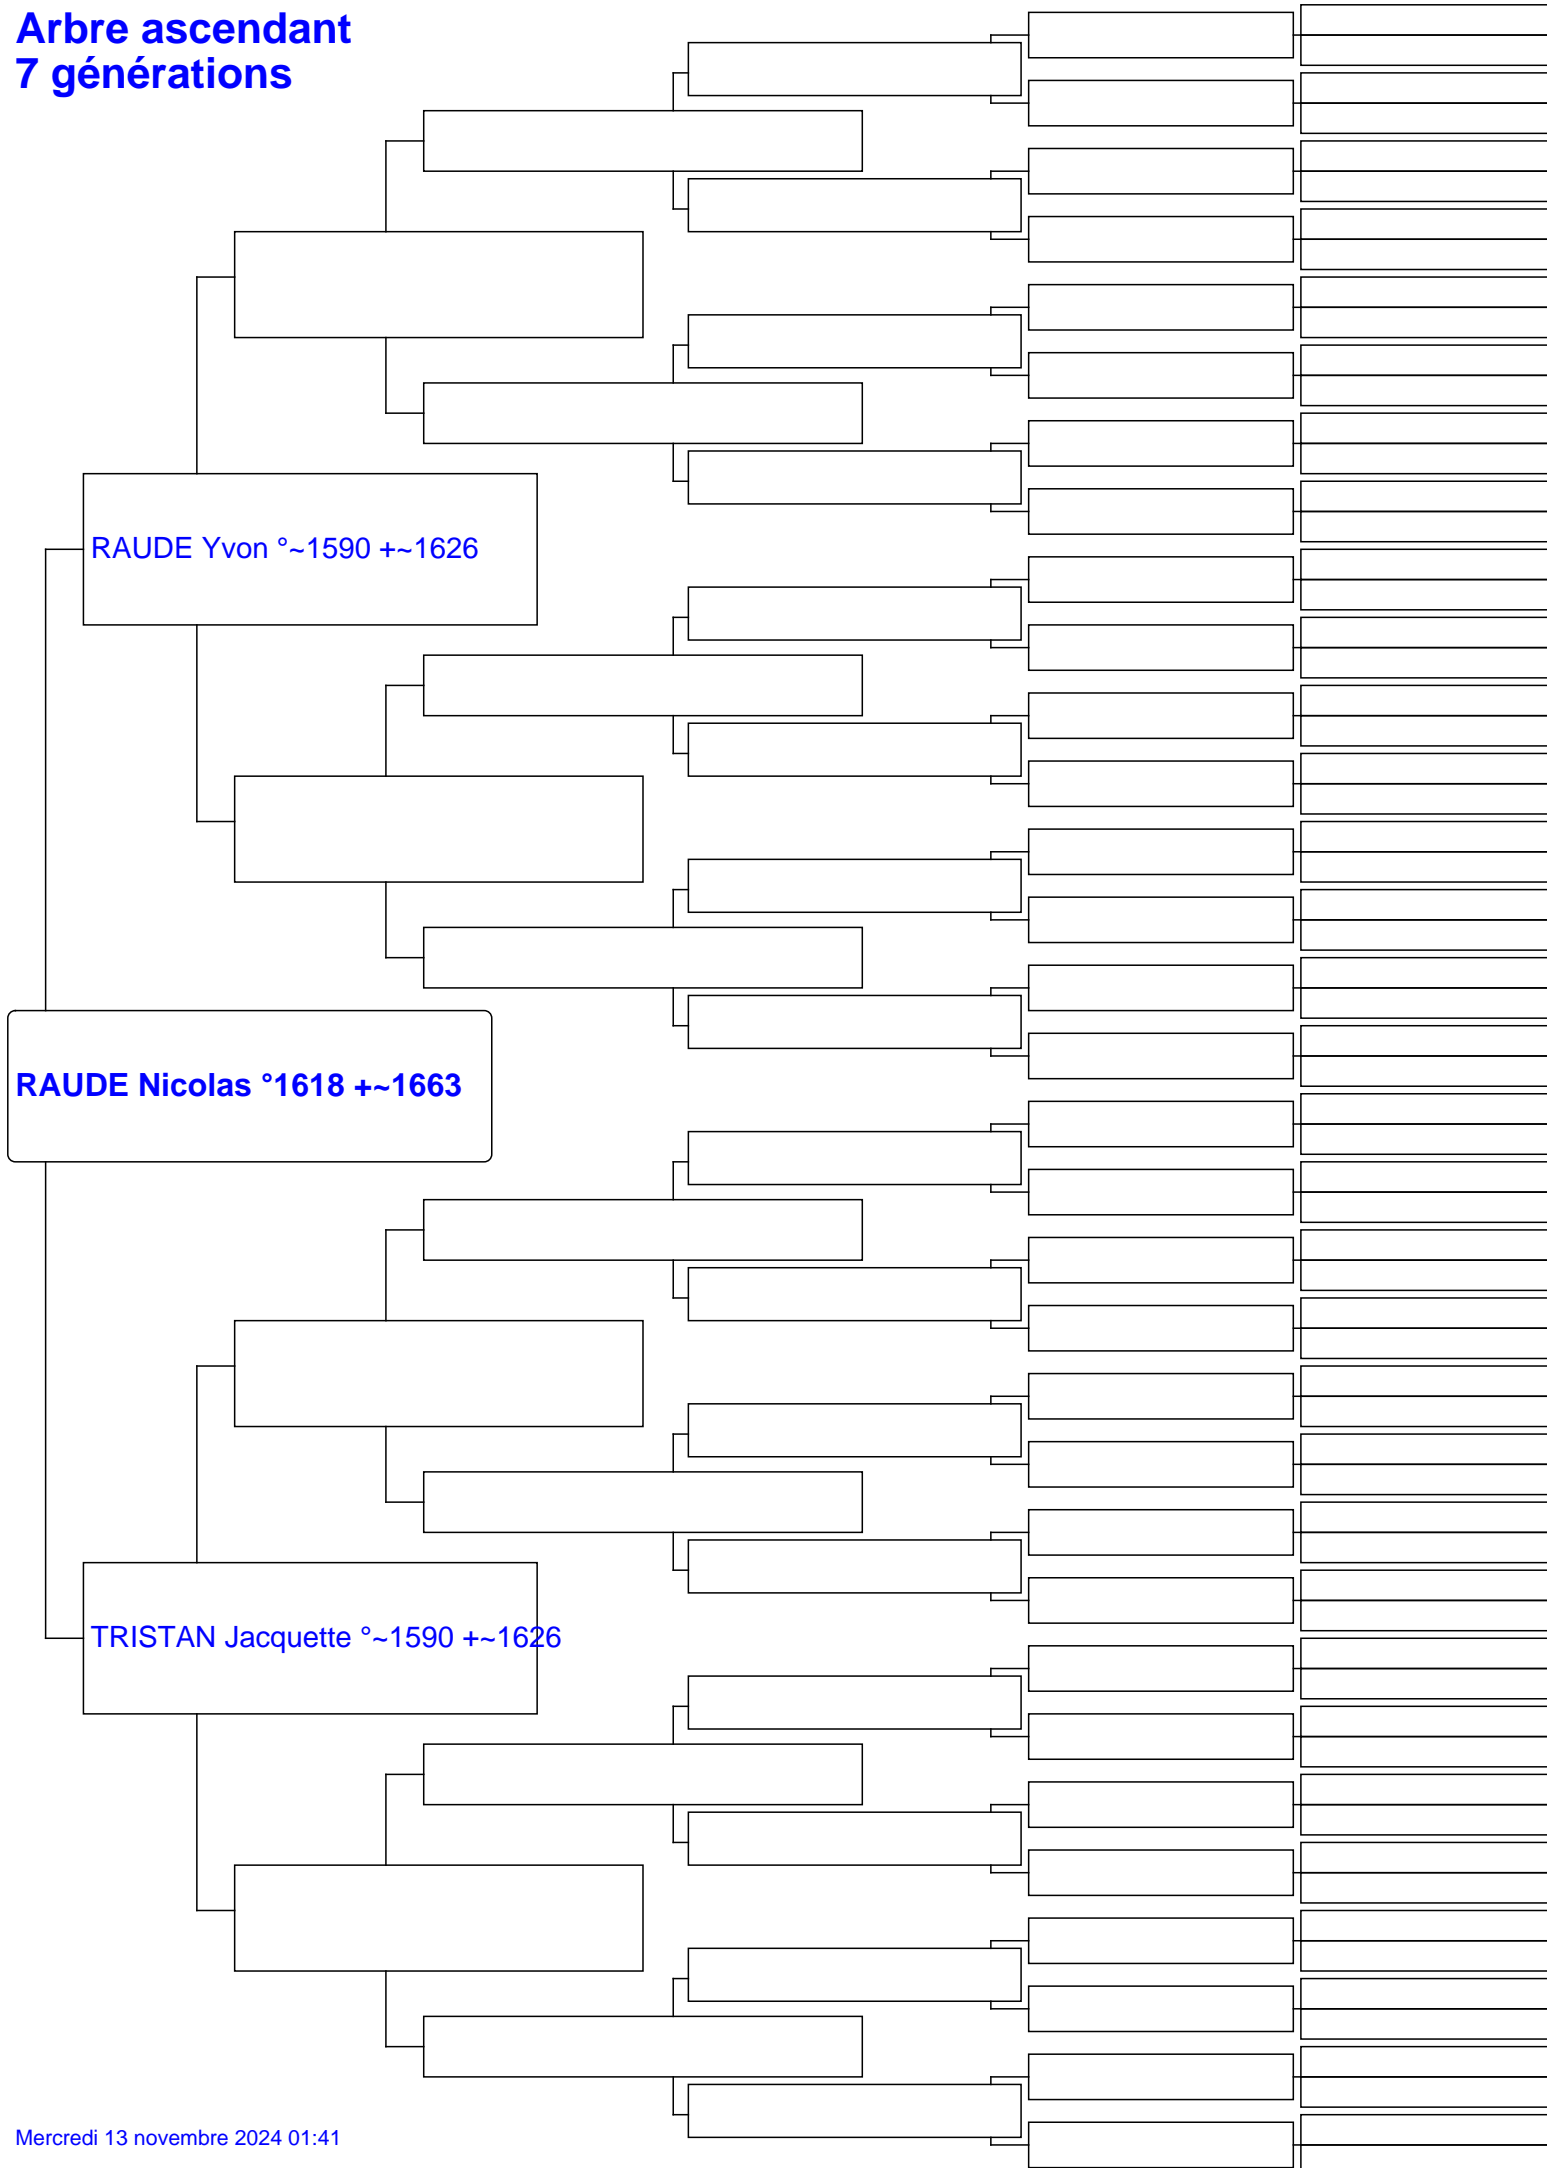 Arbre ascendant
7 générations
RAUDE Yvon °~1590 +~1626
RAUDE Nicolas °1618 +~1663
TRISTAN Jacquette °~1590 +~1626
Mercredi 13 novembre 2024 01:41